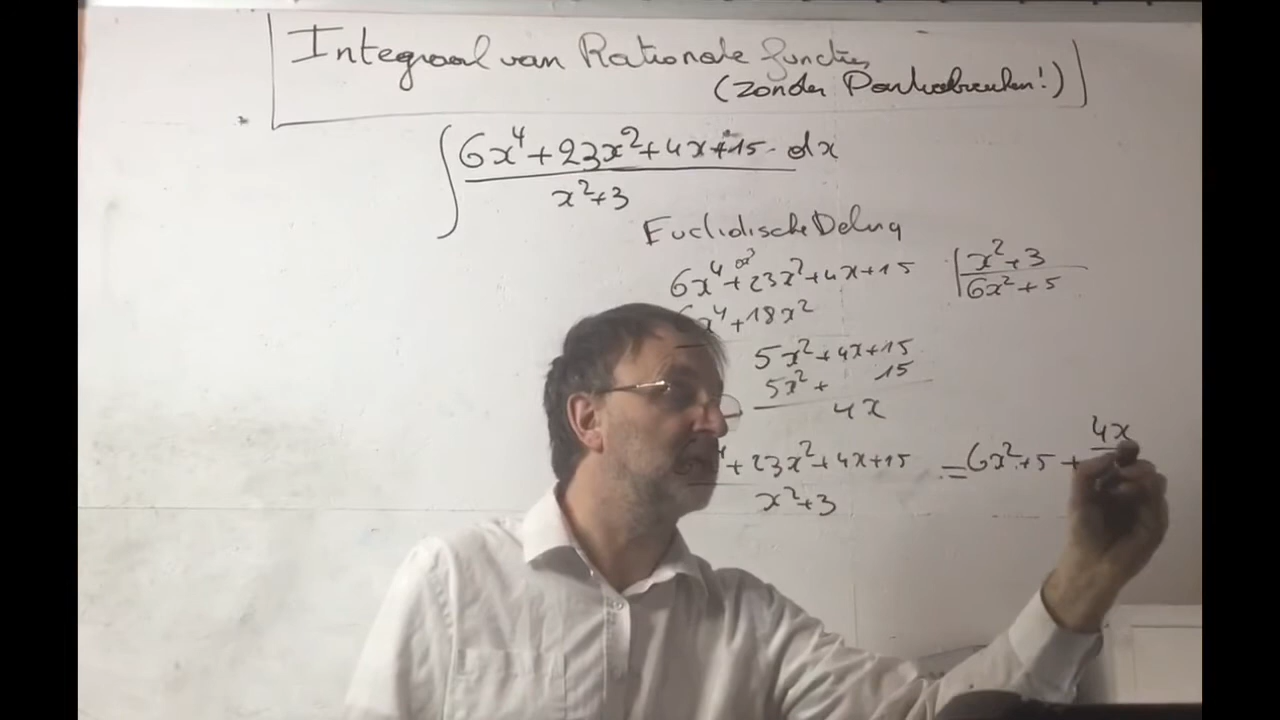 Integraal van Rationale functies
(zonder Partieelbreuken!)
∫ 6x⁴+23x²+4x+15 dx
x²+3
Euclidische Deling
6x⁴ 0x³ +23x²+4x+15 | x²+3
6x²+5
x⁴+18x²
5x²+4x+15
5x²+ 15
4x
+23x²+4x+15 = 6x²+5 + 4x
x²+3